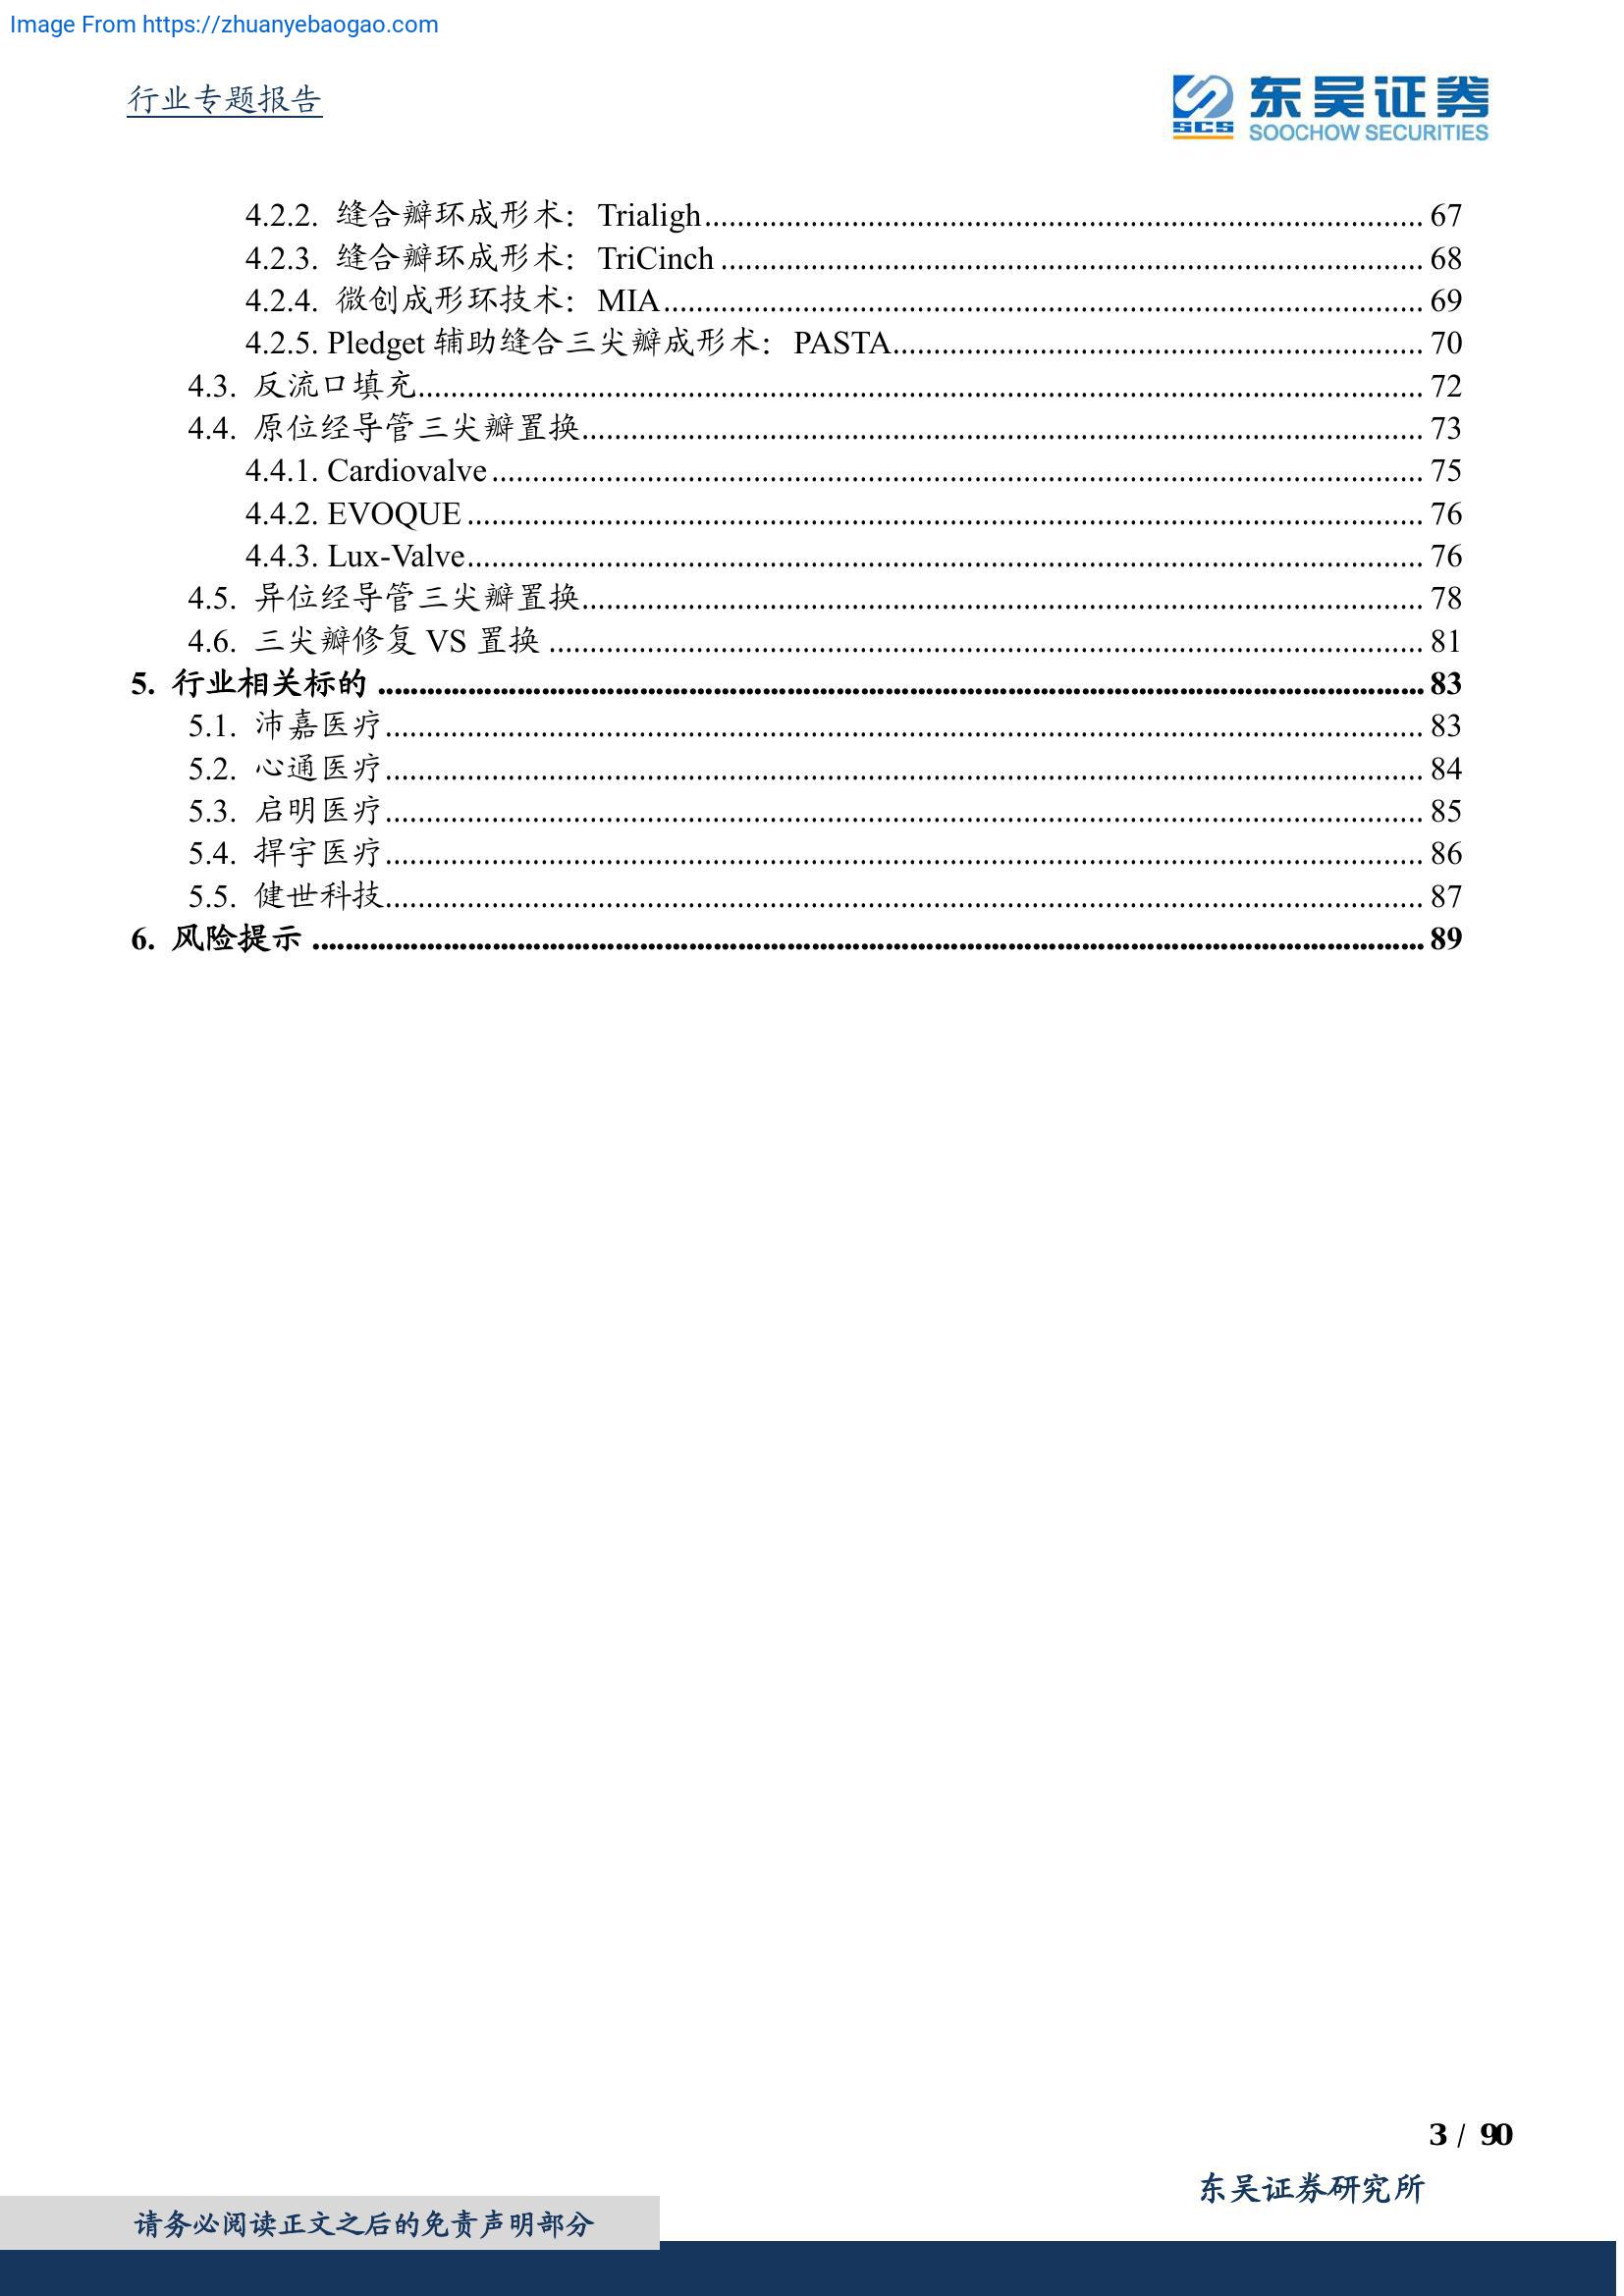 Image From https://zhuanyebaogao.com
行业专题报告
SCS 东吴证券
SOOCHOW SECURITIES
4.2.2. 缝合瓣环成形术：Trialigh........ 67
4.2.3. 缝合瓣环成形术：TriCinch ........ 68
4.2.4. 微创成形环技术：MIA........ 69
4.2.5. Pledget 辅助缝合三尖瓣成形术：PASTA........ 70
4.3. 反流口填充........ 72
4.4. 原位经导管三尖瓣置换........ 73
4.4.1. Cardiovalve ........ 75
4.4.2. EVOQUE ........ 76
4.4.3. Lux-Valve........ 76
4.5. 异位经导管三尖瓣置换........ 78
4.6. 三尖瓣修复 VS 置换 ........ 81
5. 行业相关标的 ........ 83
5.1. 沛嘉医疗........ 83
5.2. 心通医疗........ 84
5.3. 启明医疗........ 85
5.4. 捍宇医疗........ 86
5.5. 健世科技........ 87
6. 风险提示 ........ 89
3 / 90
东吴证券研究所
请务必阅读正文之后的免责声明部分